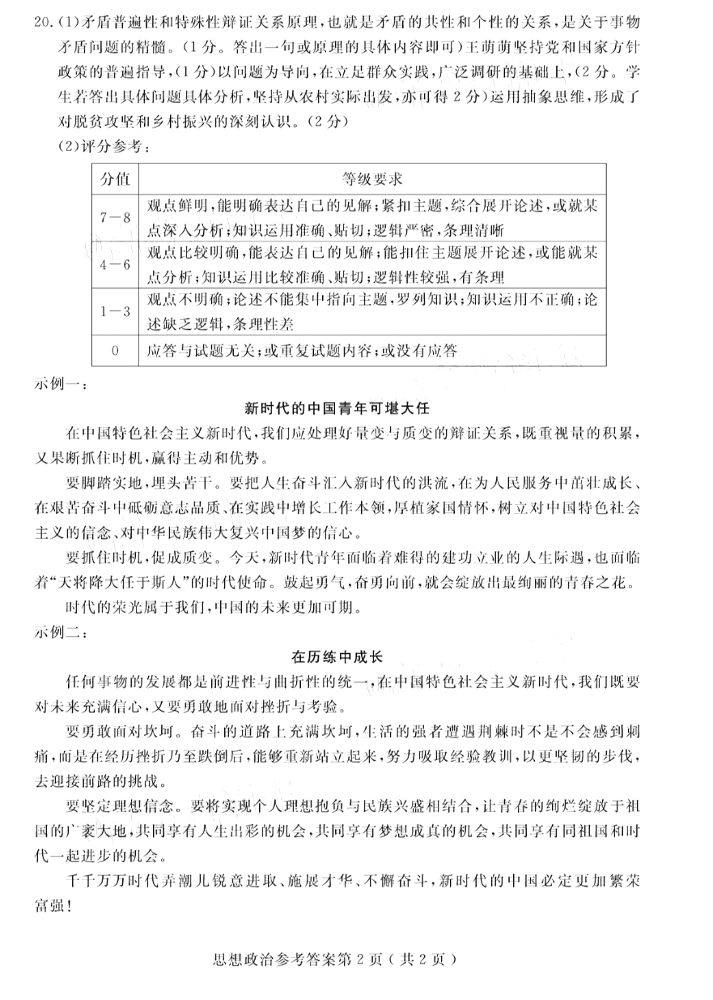 20. (1)矛盾普遍性和特殊性辩证关系原理,也就是矛盾的共性和个性的关系,是关于事物
矛盾问题的精髓。(1 分。答出一句或原理的具体内容即可)王萌萌坚持党和国家方针
政策的普遍指导,(1 分)以问题为导向,在立足群众实践,广泛调研的基础上,(2 分。学
生若答出具体问题具体分析,坚持从农村实际出发,亦可得 2 分)运用抽象思维,形成了
对脱贫攻坚和乡村振兴的深刻认识。(2 分)
(2)评分参考:
分值 等级要求
7—8 观点鲜明,能明确表达自己的见解;紧扣主题,综合展开论述,或就某
点深入分析;知识运用准确、贴切;逻辑严密,条理清晰
4—6 观点比较明确,能表达自己的见解;能扣住主题展开论述,或能就某
点分析;知识运用比较准确、贴切;逻辑性较强,有条理
1—3 观点不明确;论述不能集中指向主题,罗列知识;知识运用不正确;论
述缺乏逻辑,条理性差
0 应答与试题无关;或重复试题内容;或没有应答
示例一:
新时代的中国青年可堪大任
在中国特色社会主义新时代,我们应处理好量变与质变的辩证关系,既重视量的积累,
又果断抓住时机,赢得主动和优势。
要脚踏实地,埋头苦干。要把人生奋斗汇入新时代的洪流,在为人民服务中茁壮成长、
在艰苦奋斗中砥砺意志品质、在实践中增长工作本领,厚植家国情怀,树立对中国特色社会
主义的信念、对中华民族伟大复兴中国梦的信心。
要抓住时机,促成质变。今天,新时代青年面临着难得的建功立业的人生际遇,也面临
着“天将降大任于斯人”的时代使命。鼓起勇气,奋勇向前,就会绽放出最绚丽的青春之花。
时代的荣光属于我们,中国的未来更加可期。
示例二:
在历练中成长
任何事物的发展都是前进性与曲折性的统一,在中国特色社会主义新时代,我们既要
对未来充满信心,又要勇敢地面对挫折与考验。
要勇敢面对坎坷。奋斗的道路上充满坎坷,生活的强者遭遇荆棘时不是不会感到刺
痛,而是在经历挫折乃至跌倒后,能够重新站立起来,努力吸取经验教训,以更坚韧的步伐,
去迎接前路的挑战。
要坚定理想信念。要将实现个人理想抱负与民族兴盛相结合,让青春的绚烂绽放于祖
国的广袤大地,共同享有人生出彩的机会,共同享有梦想成真的机会,共同享有同祖国和时
代一起进步的机会。
千千万万时代弄潮儿锐意进取、施展才华、不懈奋斗,新时代的中国必定更加繁荣
富强!
思想政治参考答案第 2 页( 共 2 页 )